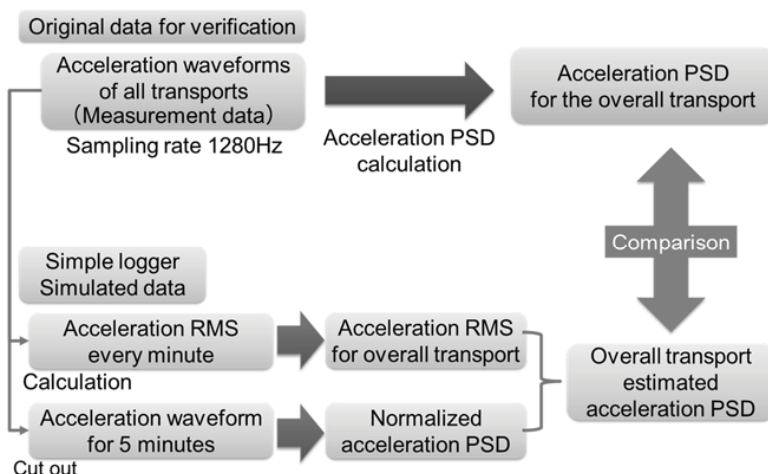 Original data for verification
Acceleration waveforms
of all transports
（Measurement data）
Sampling rate 1280Hz
Acceleration PSD
calculation
Acceleration PSD
for the overall transport
Comparison
Simple logger
Simulated data
Acceleration RMS
every minute
Calculation
Acceleration RMS
for overall transport
Acceleration waveform
for 5 minutes
Cut out
Normalized
acceleration PSD
Overall transport
estimated
acceleration PSD